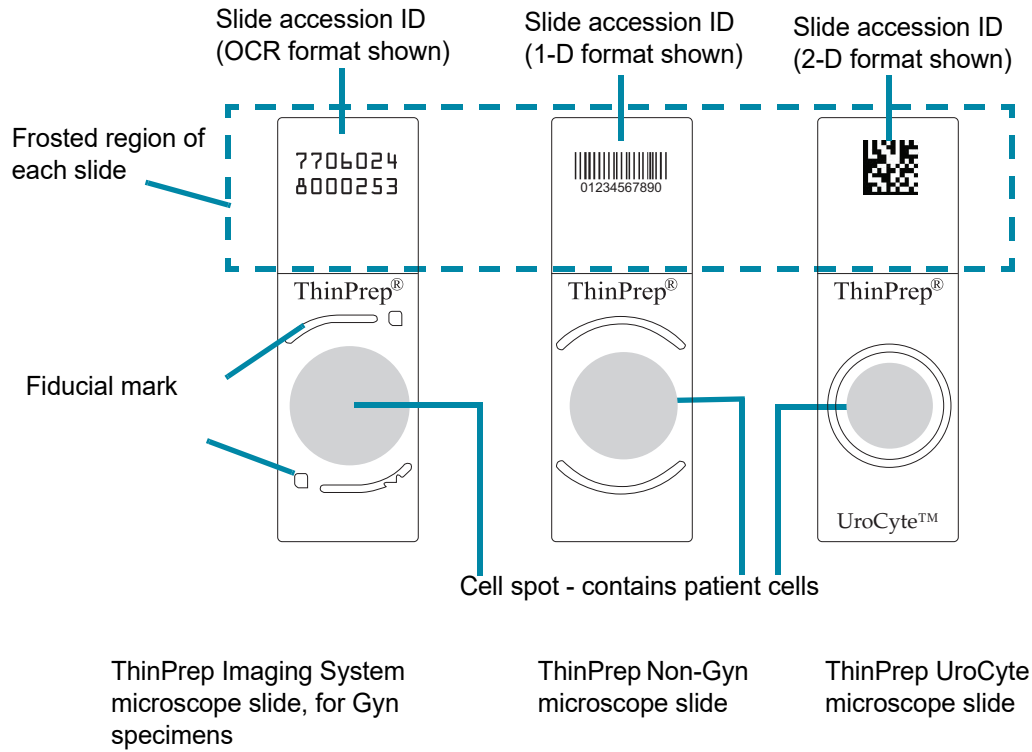 Slide accession ID
(OCR format shown)
Slide accession ID
(1-D format shown)
Slide accession ID
(2-D format shown)
Frosted region of
each slide
7706024
8000253
01234567890
ThinPrep®
ThinPrep®
ThinPrep®
Fiducial mark
UroCyte™
Cell spot - contains patient cells
ThinPrep Imaging System
microscope slide, for Gyn
specimens
ThinPrep Non-Gyn
microscope slide
ThinPrep UroCyte
microscope slide